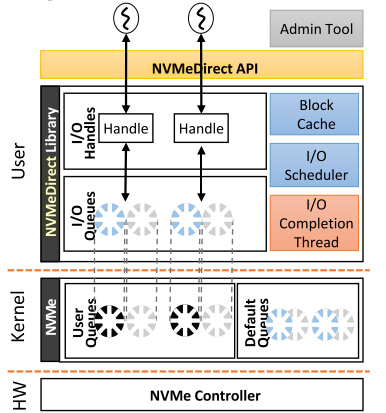 Admin Tool
NVMeDirect API
User
NVMeDirect Library
I/O
Handles
Handle
Handle
Block
Cache
I/O
Scheduler
I/O
Queues
I/O
Completion
Thread
Kernel
NVMe
User
Queues
Default
Queues
HW
NVMe Controller